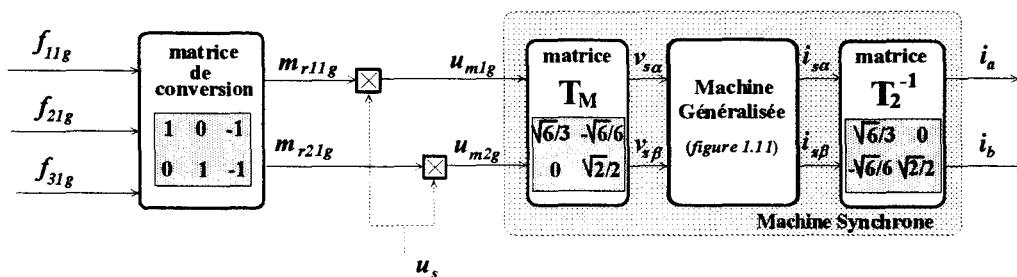 f11g
f21g
f31g
matrice
de
conversion
1 0 -1
0 1 -1
mr11g
mr21g
us
um1g
um2g
matrice
TM
√6/3 -√6/6
0 √2/2
vsα
vsβ
Machine
Généralisée
(figure 1.11)
isα
isβ
matrice
T2-1
√6/3 0
-√6/6 √2/2
ia
ib
Machine Synchrone